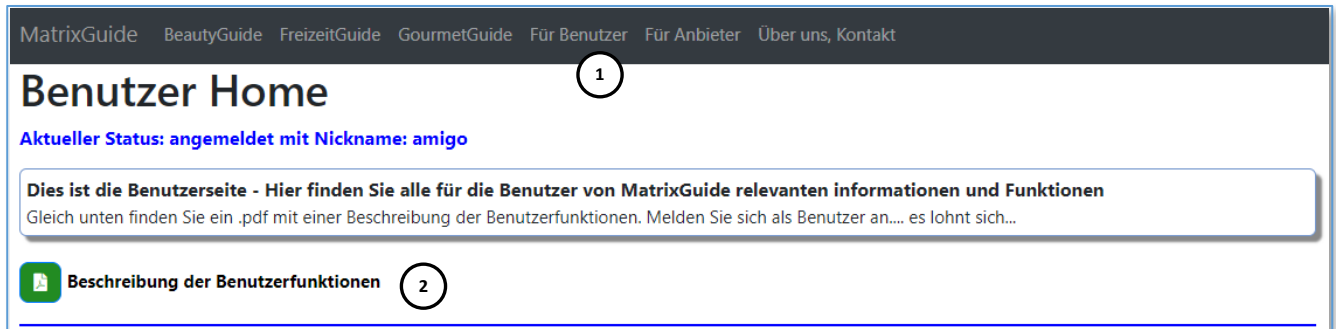 MatrixGuide BeautyGuide FreizeitGuide GourmetGuide Für Benutzer Für Anbieter Über uns, Kontakt
1
Benutzer Home
Aktueller Status: angemeldet mit Nickname: amigo
Dies ist die Benutzerseite - Hier finden Sie alle für die Benutzer von MatrixGuide relevanten informationen und Funktionen
Gleich unten finden Sie ein .pdf mit einer Beschreibung der Benutzerfunktionen. Melden Sie sich als Benutzer an.... es lohnt sich...
Beschreibung der Benutzerfunktionen 2